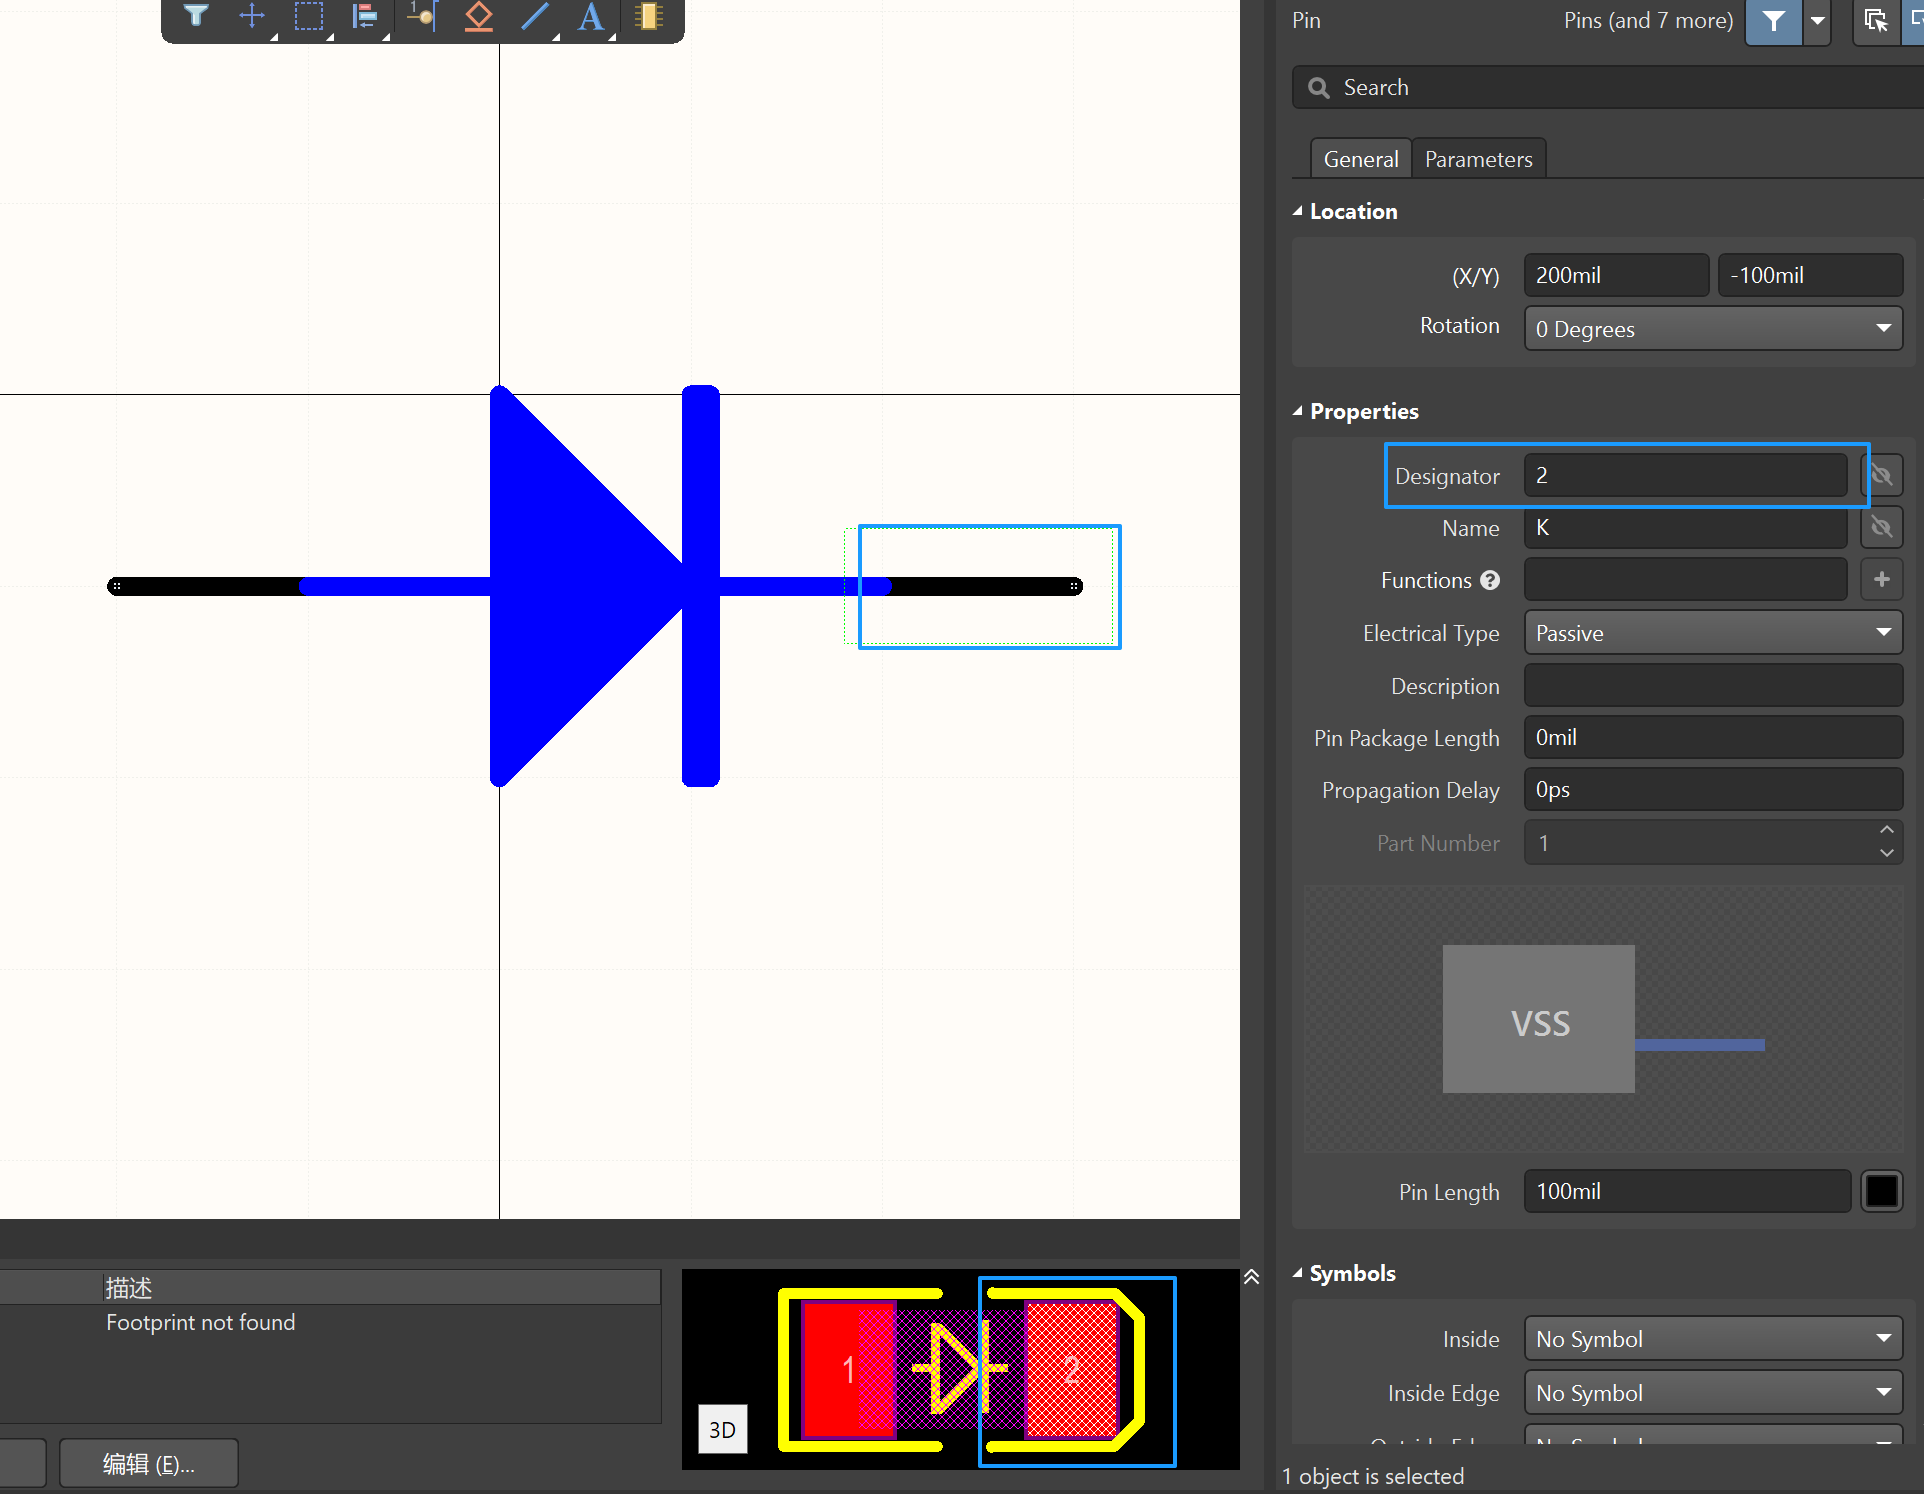 1
A
Pin
Pins (and 7 more)
Search
General
Parameters
Location
(X/Y)
200mil
-100mil
Rotation
0 Degrees
Properties
Designator
2
Name
K
Functions
?
Electrical Type
Passive
Description
Pin Package Length
0mil
Propagation Delay
0ps
Part Number
1
VSS
Pin Length
100mil
Symbols
Inside
No Symbol
Inside Edge
No Symbol
1 object is selected
描述
Footprint not found
编辑 (E)...
3D
1
2